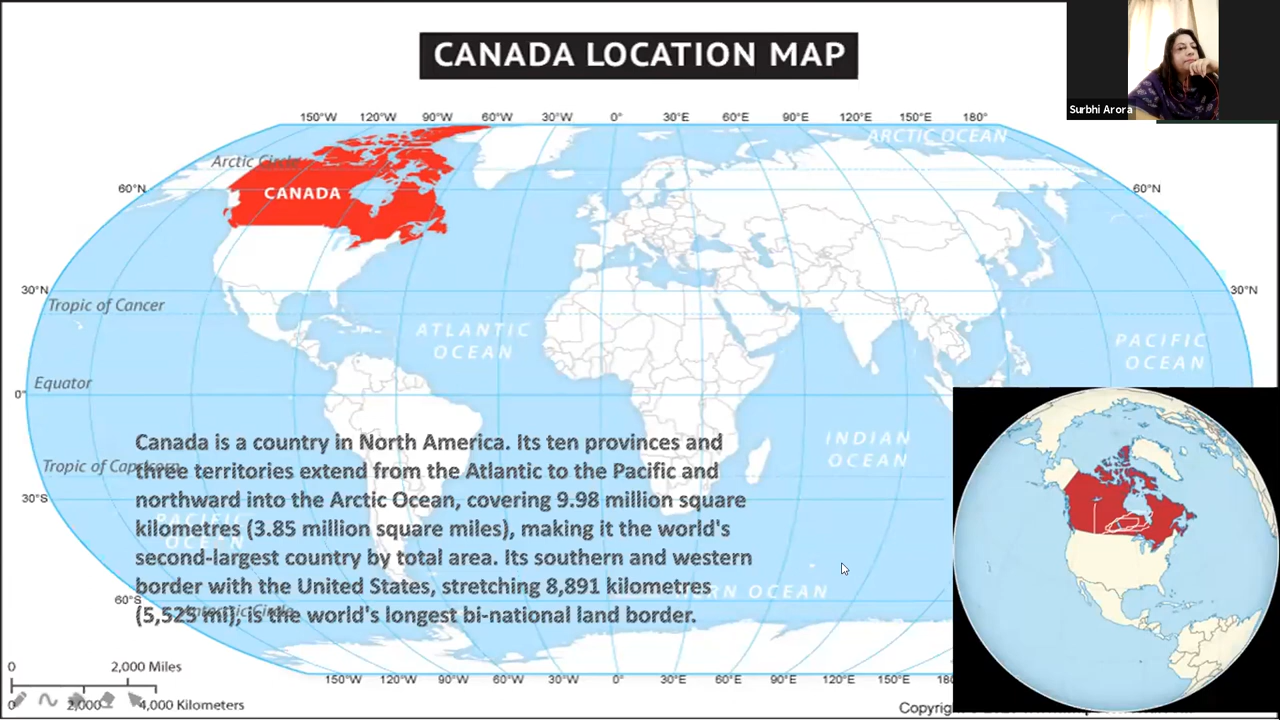 CANADA LOCATION MAP
Surbhi Arora
150°W 120°W 90°W 60°W 30°W 0° 30°E 60°E 90°E 120°E 150°E 180°
ARCTIC OCEAN
Arctic Circle
60°N 60°N
CANADA
30°N 30°N
Tropic of Cancer
ATLANTIC
OCEAN
PACIFIC
OCEAN
Equator
0°
INDIAN
OCEAN
Canada is a country in North America. Its ten provinces and
Tropic of Capricorn
three territories extend from the Atlantic to the Pacific and
30°S
northward into the Arctic Ocean, covering 9.98 million square
PACIFIC
OCEAN
kilometres (3.85 million square miles), making it the world's
second-largest country by total area. Its southern and western
border with the United States, stretching 8,891 kilometres
OCEAN
60°S
Antarctic Circle
(5,525 mi), is the world's longest bi-national land border.
0 2,000 Miles
150°W 120°W 90°W 60°W 30°W 0° 30°E 60°E 90°E 120°E 150°E
0 2,000 4,000 Kilometers